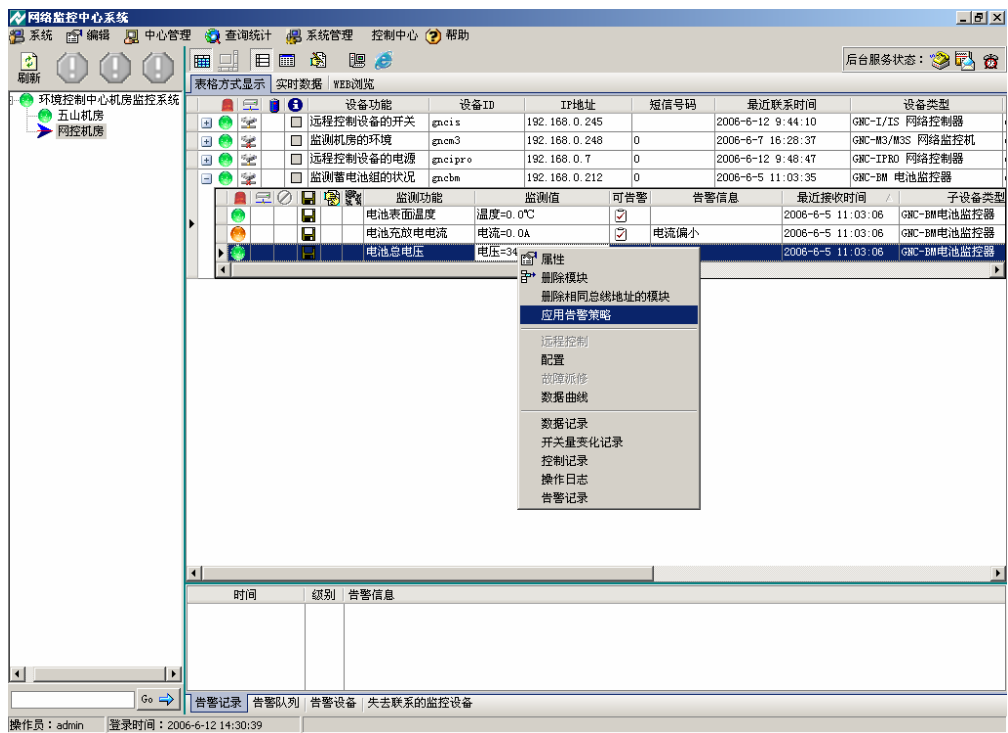 网络监控中心系统
系统 编辑 中心管理 查询统计 系统管理 控制中心 帮助
刷新 后台服务状态：
表格方式显示 实时数据 WEB浏览
环境控制中心机房监控系统
五山机房
网控机房
设备功能 设备ID IP地址 短信号码 最近联系时间 设备类型
远程控制设备的开关 gncis 192.168.0.245 2006-6-12 9:44:10 GNC-I/IS 网络控制器
监测机房的环境 gncm3 192.168.0.248 0 2006-6-7 16:28:37 GNC-M3/M3S 网络监控机
远程控制设备的电源 gncipro 192.168.0.7 0 2006-6-12 9:48:47 GNC-IPRO 网络控制器
监测蓄电池组的状况 gncbm 192.168.0.212 0 2006-6-5 11:03:35 GNC-BM 电池监控器
监测功能 监测值 可告警 告警信息 最近接收时间 子设备类型
电池表面温度 温度=0.0℃ 2006-6-5 11:03:06 GNC-BM电池监控器
电池充放电电流 电流=0.0A 电流偏小 2006-6-5 11:03:06 GNC-BM电池监控器
电池总电压 电压=34 2006-6-5 11:03:06 GNC-BM电池监控器
属性
删除模块
删除相同总线地址的模块
应用告警策略
远程控制
配置
故障派修
数据曲线
数据记录
开关量变化记录
控制记录
操作日志
告警记录
时间 级别 告警信息
Go
告警记录 告警队列 告警设备 失去联系的监控设备
操作员：admin 登录时间：2006-6-12 14:30:39